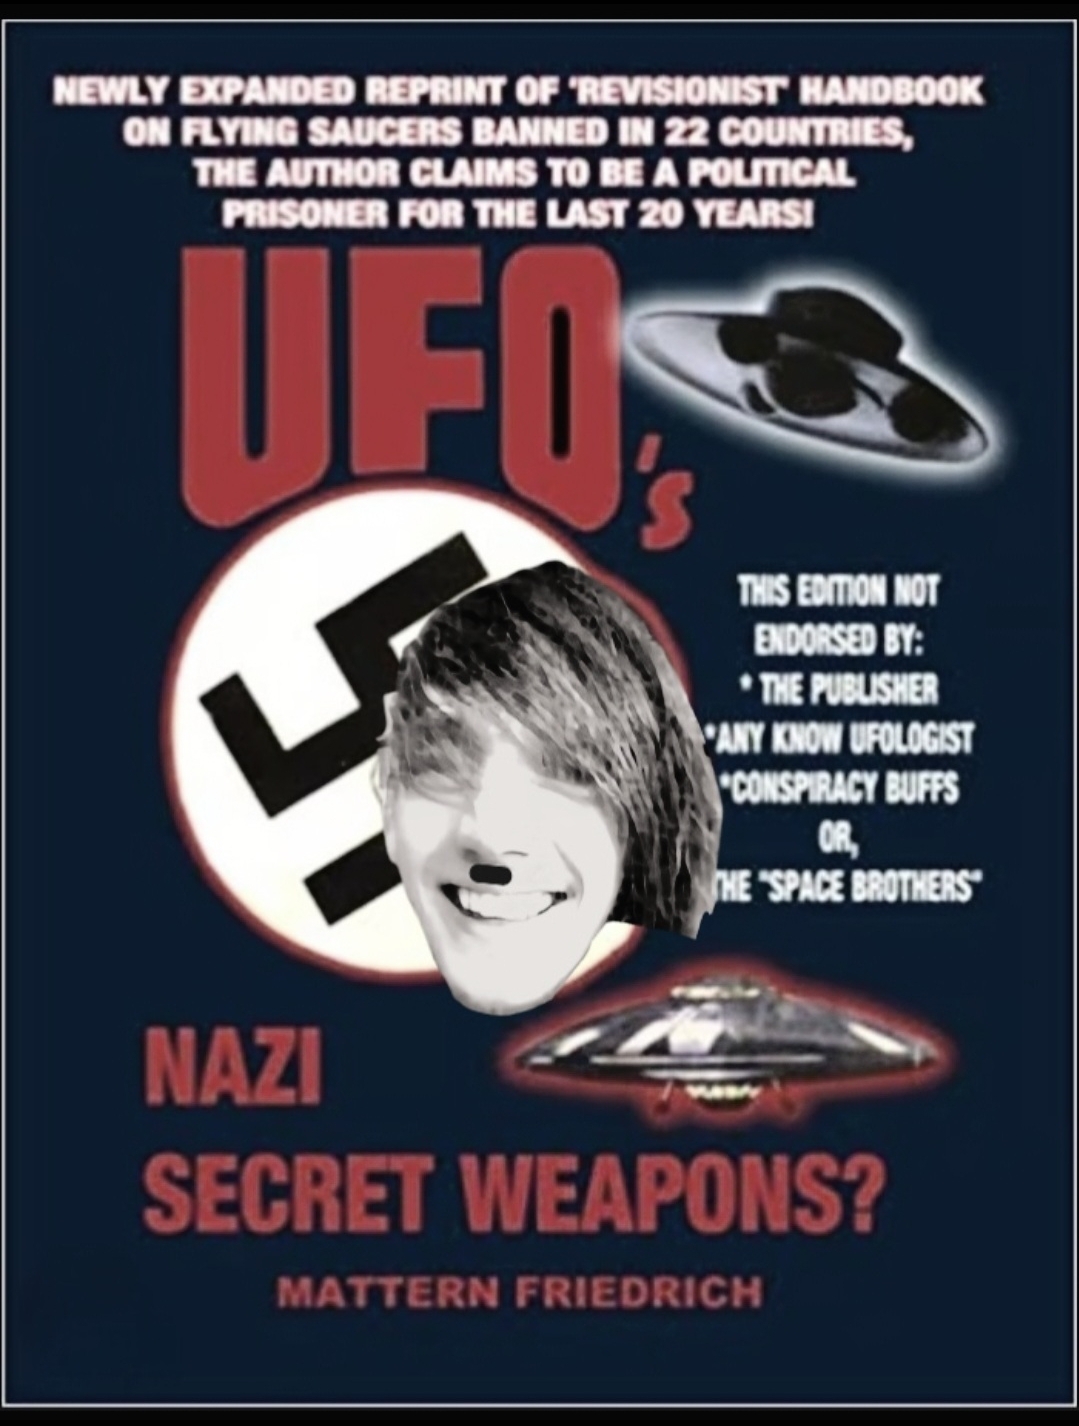 NEWLY EXPANDED REPRINT OF 'REVISIONIST' HANDBOOK
ON FLYING SAUCERS BANNED IN 22 COUNTRIES,
THE AUTHOR CLAIMS TO BE A POLITICAL
PRISONER FOR THE LAST 20 YEARS!
UFO's
THIS EDITION NOT
ENDORSED BY:
* THE PUBLISHER
*ANY KNOW UFOLOGIST
*CONSPIRACY BUFFS
OR,
THE "SPACE BROTHERS"
NAZI
SECRET WEAPONS?
MATTERN FRIEDRICH